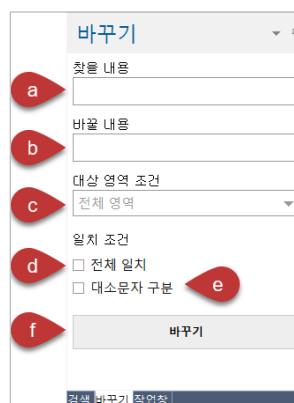 바꾸기
a
찾을 내용
b
바꿀 내용
c
대상 영역 조건
전체 영역
일치 조건
d
전체 일치
대소문자 구분
e
f
바꾸기
검색 바꾸기 작업창